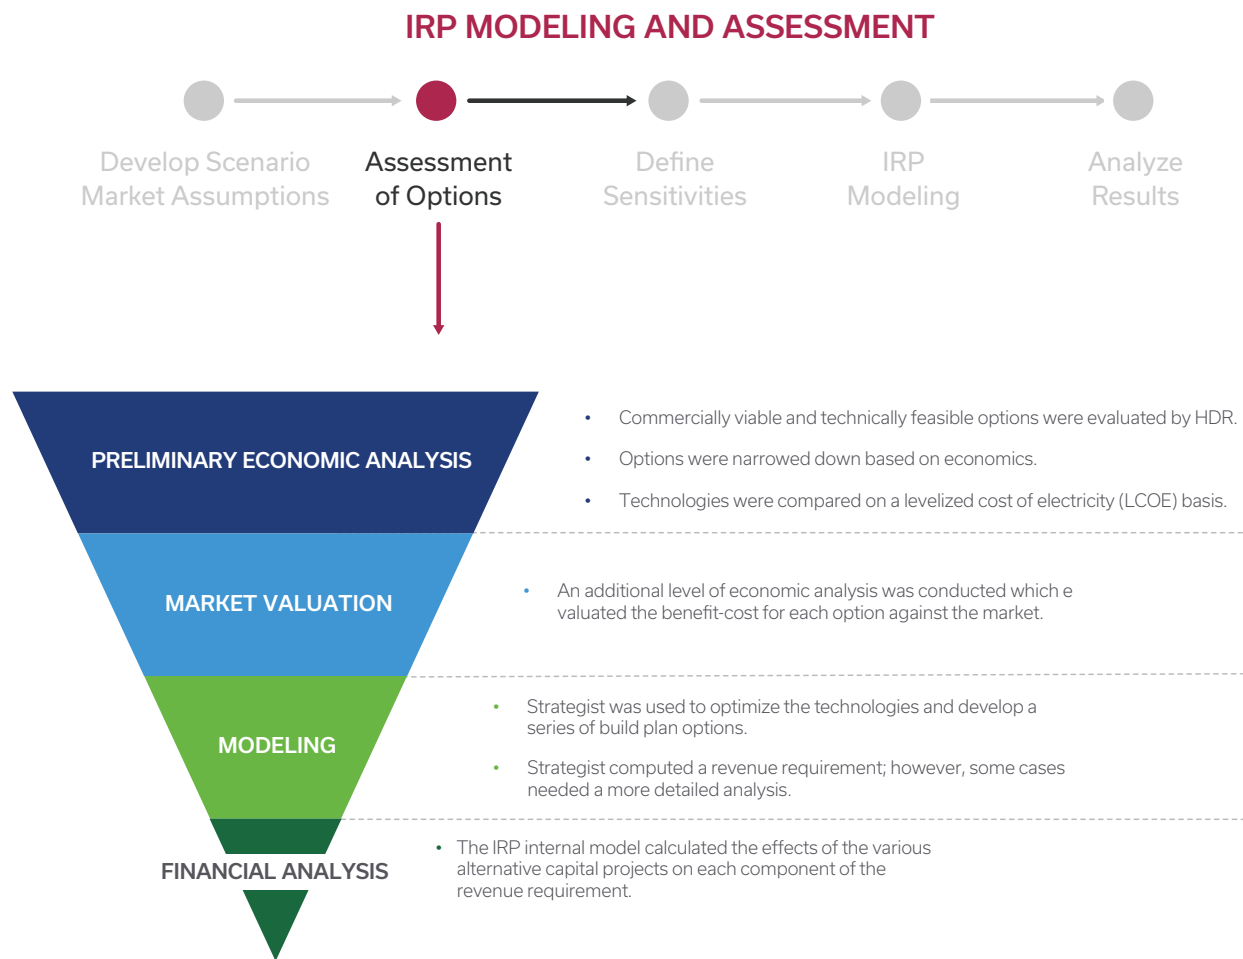 IRP MODELING AND ASSESSMENT
Develop Scenario
Market Assumptions
Assessment
of Options
Define
Sensitivities
IRP
Modeling
Analyze
Results
PRELIMINARY ECONOMIC ANALYSIS
• Commercially viable and technically feasible options were evaluated by HDR.
• Options were narrowed down based on economics.
• Technologies were compared on a levelized cost of electricity (LCOE) basis.
MARKET VALUATION
• An additional level of economic analysis was conducted which e
valuated the benefit-cost for each option against the market.
MODELING
• Strategist was used to optimize the technologies and develop a
series of build plan options.
• Strategist computed a revenue requirement; however, some cases
needed a more detailed analysis.
FINANCIAL ANALYSIS
• The IRP internal model calculated the effects of the various
alternative capital projects on each component of the
revenue requirement.